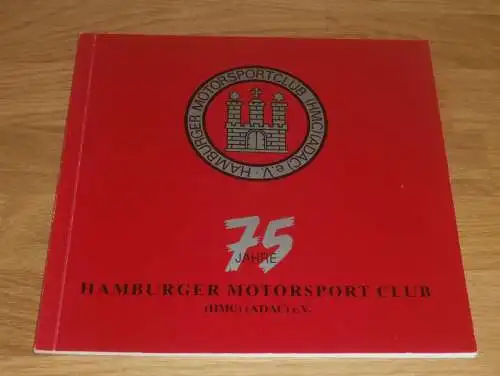 HAMBURGER MOTORSPORTCLUB (HMC) (ADAC) e.V. ·
75
JAHRE
HAMBURGER MOTORSPORT CLUB
(HMC) (ADAC) e.V.